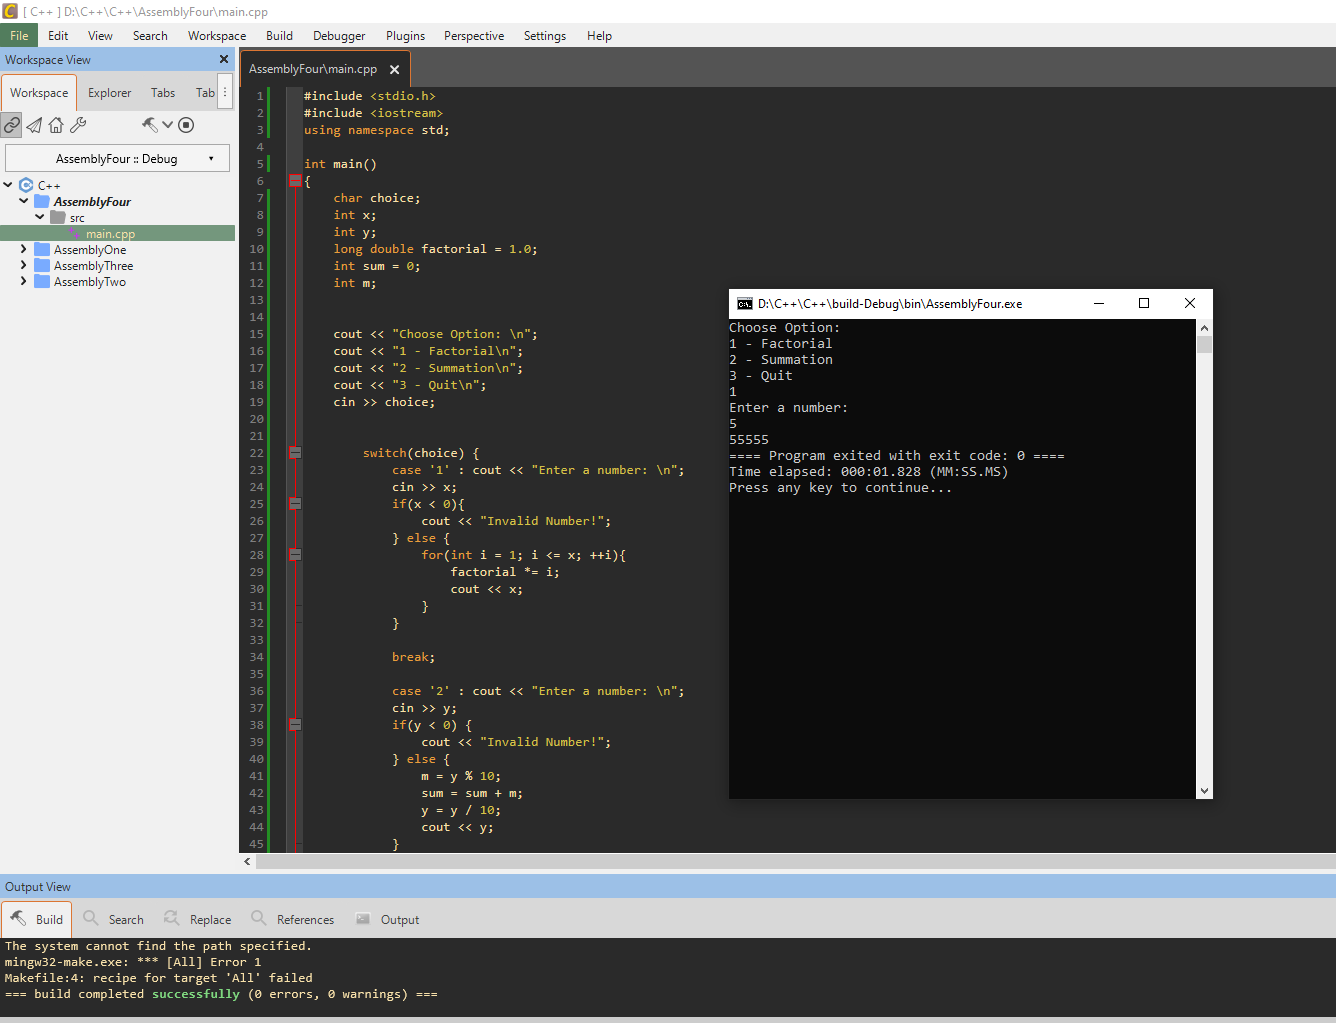 [ C++ ] D:\C++\C++\AssemblyFour\main.cpp
File Edit View Search Workspace Build Debugger Plugins Perspective Settings Help
Workspace View
Workspace Explorer Tabs Tab
AssemblyFour :: Debug
C++
AssemblyFour
src
main.cpp
AssemblyOne
AssemblyThree
AssemblyTwo
AssemblyFour\main.cpp
1 #include <stdio.h>
2 #include <iostream>
3 using namespace std;
4
5 int main()
6 {
7 char choice;
8 int x;
9 int y;
10 long double factorial = 1.0;
11 int sum = 0;
12 int m;
13
14
15 cout << "Choose Option: \n";
16 cout << "1 - Factorial\n";
17 cout << "2 - Summation\n";
18 cout << "3 - Quit\n";
19 cin >> choice;
20
21
22 switch(choice) {
23 case '1' : cout << "Enter a number: \n";
24 cin >> x;
25 if(x < 0){
26 cout << "Invalid Number!";
27 } else {
28 for(int i = 1; i <= x; ++i){
29 factorial *= i;
30 cout << x;
31 }
32 }
33
34 break;
35
36 case '2' : cout << "Enter a number: \n";
37 cin >> y;
38 if(y < 0) {
39 cout << "Invalid Number!";
40 } else {
41 m = y % 10;
42 sum = sum + m;
43 y = y / 10;
44 cout << y;
45 }
D:\C++\C++\build-Debug\bin\AssemblyFour.exe
Choose Option:
1 - Factorial
2 - Summation
3 - Quit
1
Enter a number:
5
55555
==== Program exited with exit code: 0 ====
Time elapsed: 000:01.828 (MM:SS.MS)
Press any key to continue...
Output View
Build Search Replace References Output
The system cannot find the path specified.
mingw32-make.exe: *** [All] Error 1
Makefile:4: recipe for target 'All' failed
=== build completed successfully (0 errors, 0 warnings) ===